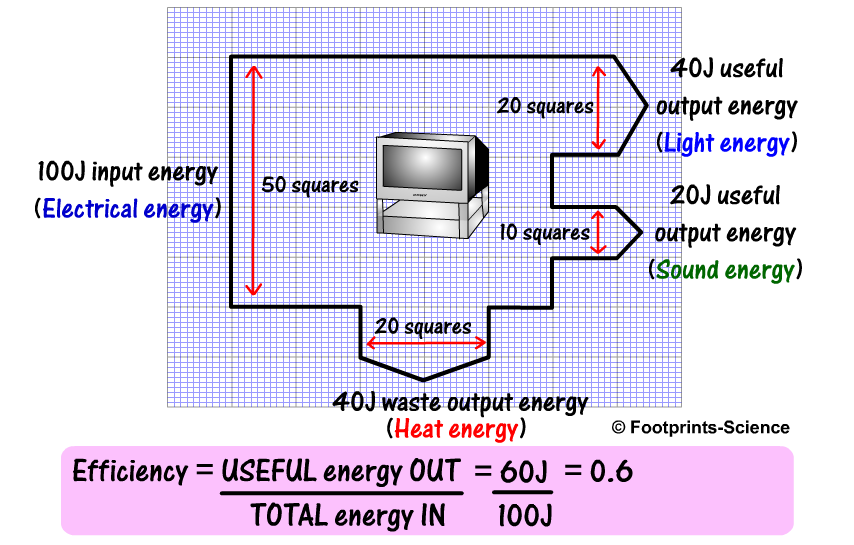 40J useful
output energy
(Light energy)
20 squares
100J input energy
(Electrical energy)
50 squares
20J useful
output energy
(Sound energy)
10 squares
20 squares
40J waste output energy
(Heat energy)
© Footprints-Science
Efficiency = USEFUL energy OUT = 60J = 0.6
TOTAL energy IN 100J